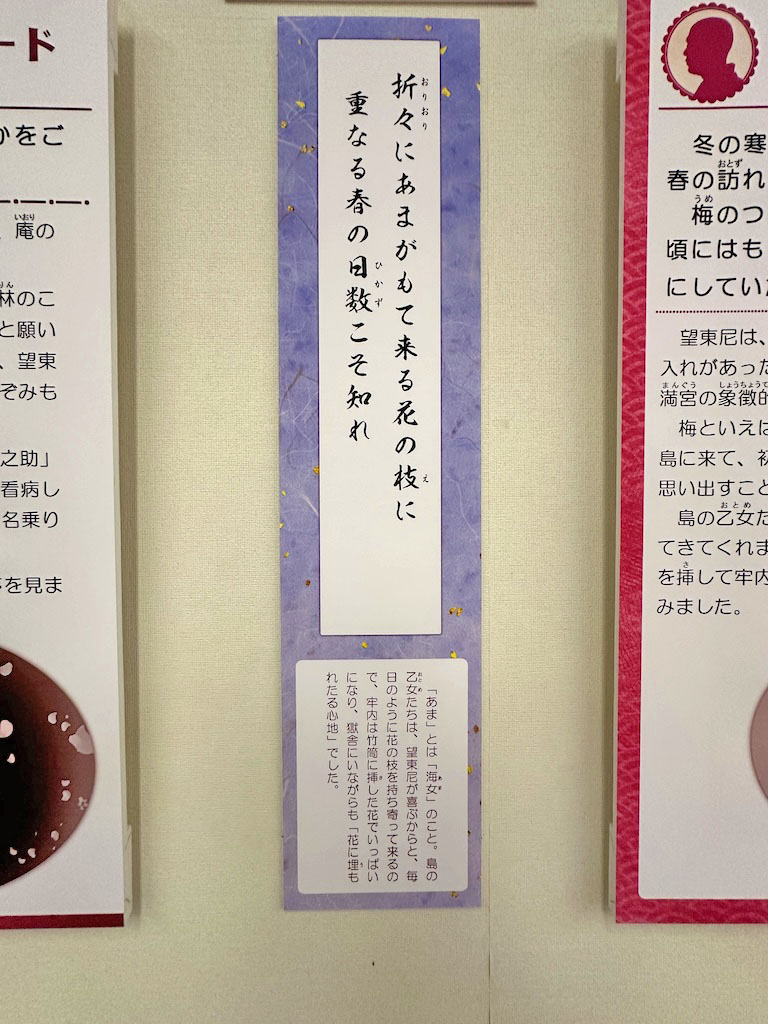 折々にあまがもて来る花の枝に
重なる春の日数こそ知れ
「あま」とは「海女」のこと。島の
乙女たちは、望東尼が喜ぶからと、毎
日のように花の枝を持ち寄って来るの
で、牢内は竹筒に挿した花でいっぱい
になり、獄舎にいながらも「花に埋も
れたる心地」でした。
ード
かをご
、庵の
林のこ
と願い
、望東
ぞみも
之助」
看病し
名乗り
を見ま
冬の寒
春の訪れ
梅のつ
頃にはも
にしてい
望東尼は、
入れがあった
満宮の象徴的
梅といえば
島に来て、初
思い出すこと
島の乙女た
てきてくれま
を挿して牢内
みました。